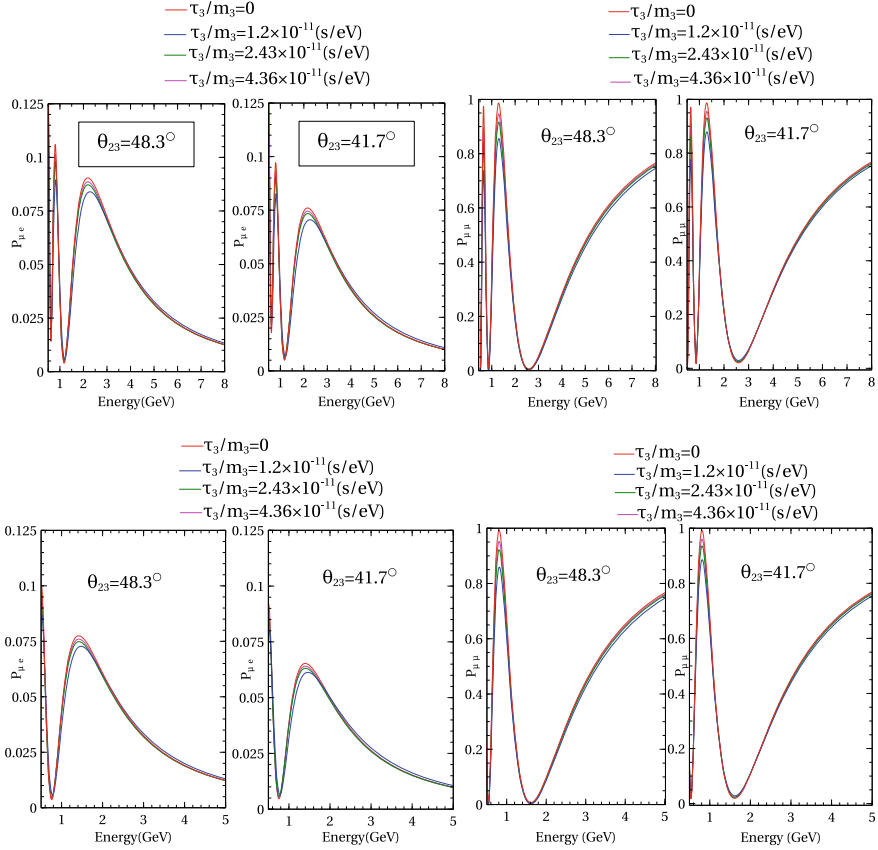 τ₃/m₃=0
τ₃/m₃=1.2×10⁻¹¹(s/eV)
τ₃/m₃=2.43×10⁻¹¹(s/eV)
τ₃/m₃=4.36×10⁻¹¹(s/eV)
τ₃/m₃=0
τ₃/m₃=1.2×10⁻¹¹(s/eV)
τ₃/m₃=2.43×10⁻¹¹(s/eV)
τ₃/m₃=4.36×10⁻¹¹(s/eV)
0.125
0.1
0.075
0.05
0.025
0
P μ e
θ₂₃=48.3○
1 2 3 4 5 6 7 8
Energy(GeV)
0.125
0.1
0.075
0.05
0.025
0
θ₂₃=41.7○
1 2 3 4 5 6 7 8
Energy(GeV)
1
0.8
0.6
0.4
0.2
0
P μ μ
θ₂₃=48.3○
1 2 3 4 5 6 7 8
Energy (GeV)
1
0.8
0.6
0.4
0.2
0
P μ μ
θ₂₃=41.7○
1 2 3 4 5 6 7 8
Energy (GeV)
τ₃/m₃=0
τ₃/m₃=1.2×10⁻¹¹(s/eV)
τ₃/m₃=2.43×10⁻¹¹(s/eV)
τ₃/m₃=4.36×10⁻¹¹(s/eV)
τ₃/m₃=0
τ₃/m₃=1.2×10⁻¹¹(s/eV)
τ₃/m₃=2.43×10⁻¹¹(s/eV)
τ₃/m₃=4.36×10⁻¹¹(s/eV)
0.125
0.1
0.075
0.05
0.025
0
P μ e
θ₂₃=48.3○
1 2 3 4 5
Energy(GeV)
0.125
0.1
0.075
0.05
0.025
0
θ₂₃=41.7○
1 2 3 4 5
Energy(GeV)
1
0.8
0.6
0.4
0.2
0
P μ μ
θ₂₃=48.3○
1 2 3 4 5
Energy (GeV)
1
0.8
0.6
0.4
0.2
0
P μ μ
θ₂₃=41.7○
1 2 3 4 5
Energy (GeV)